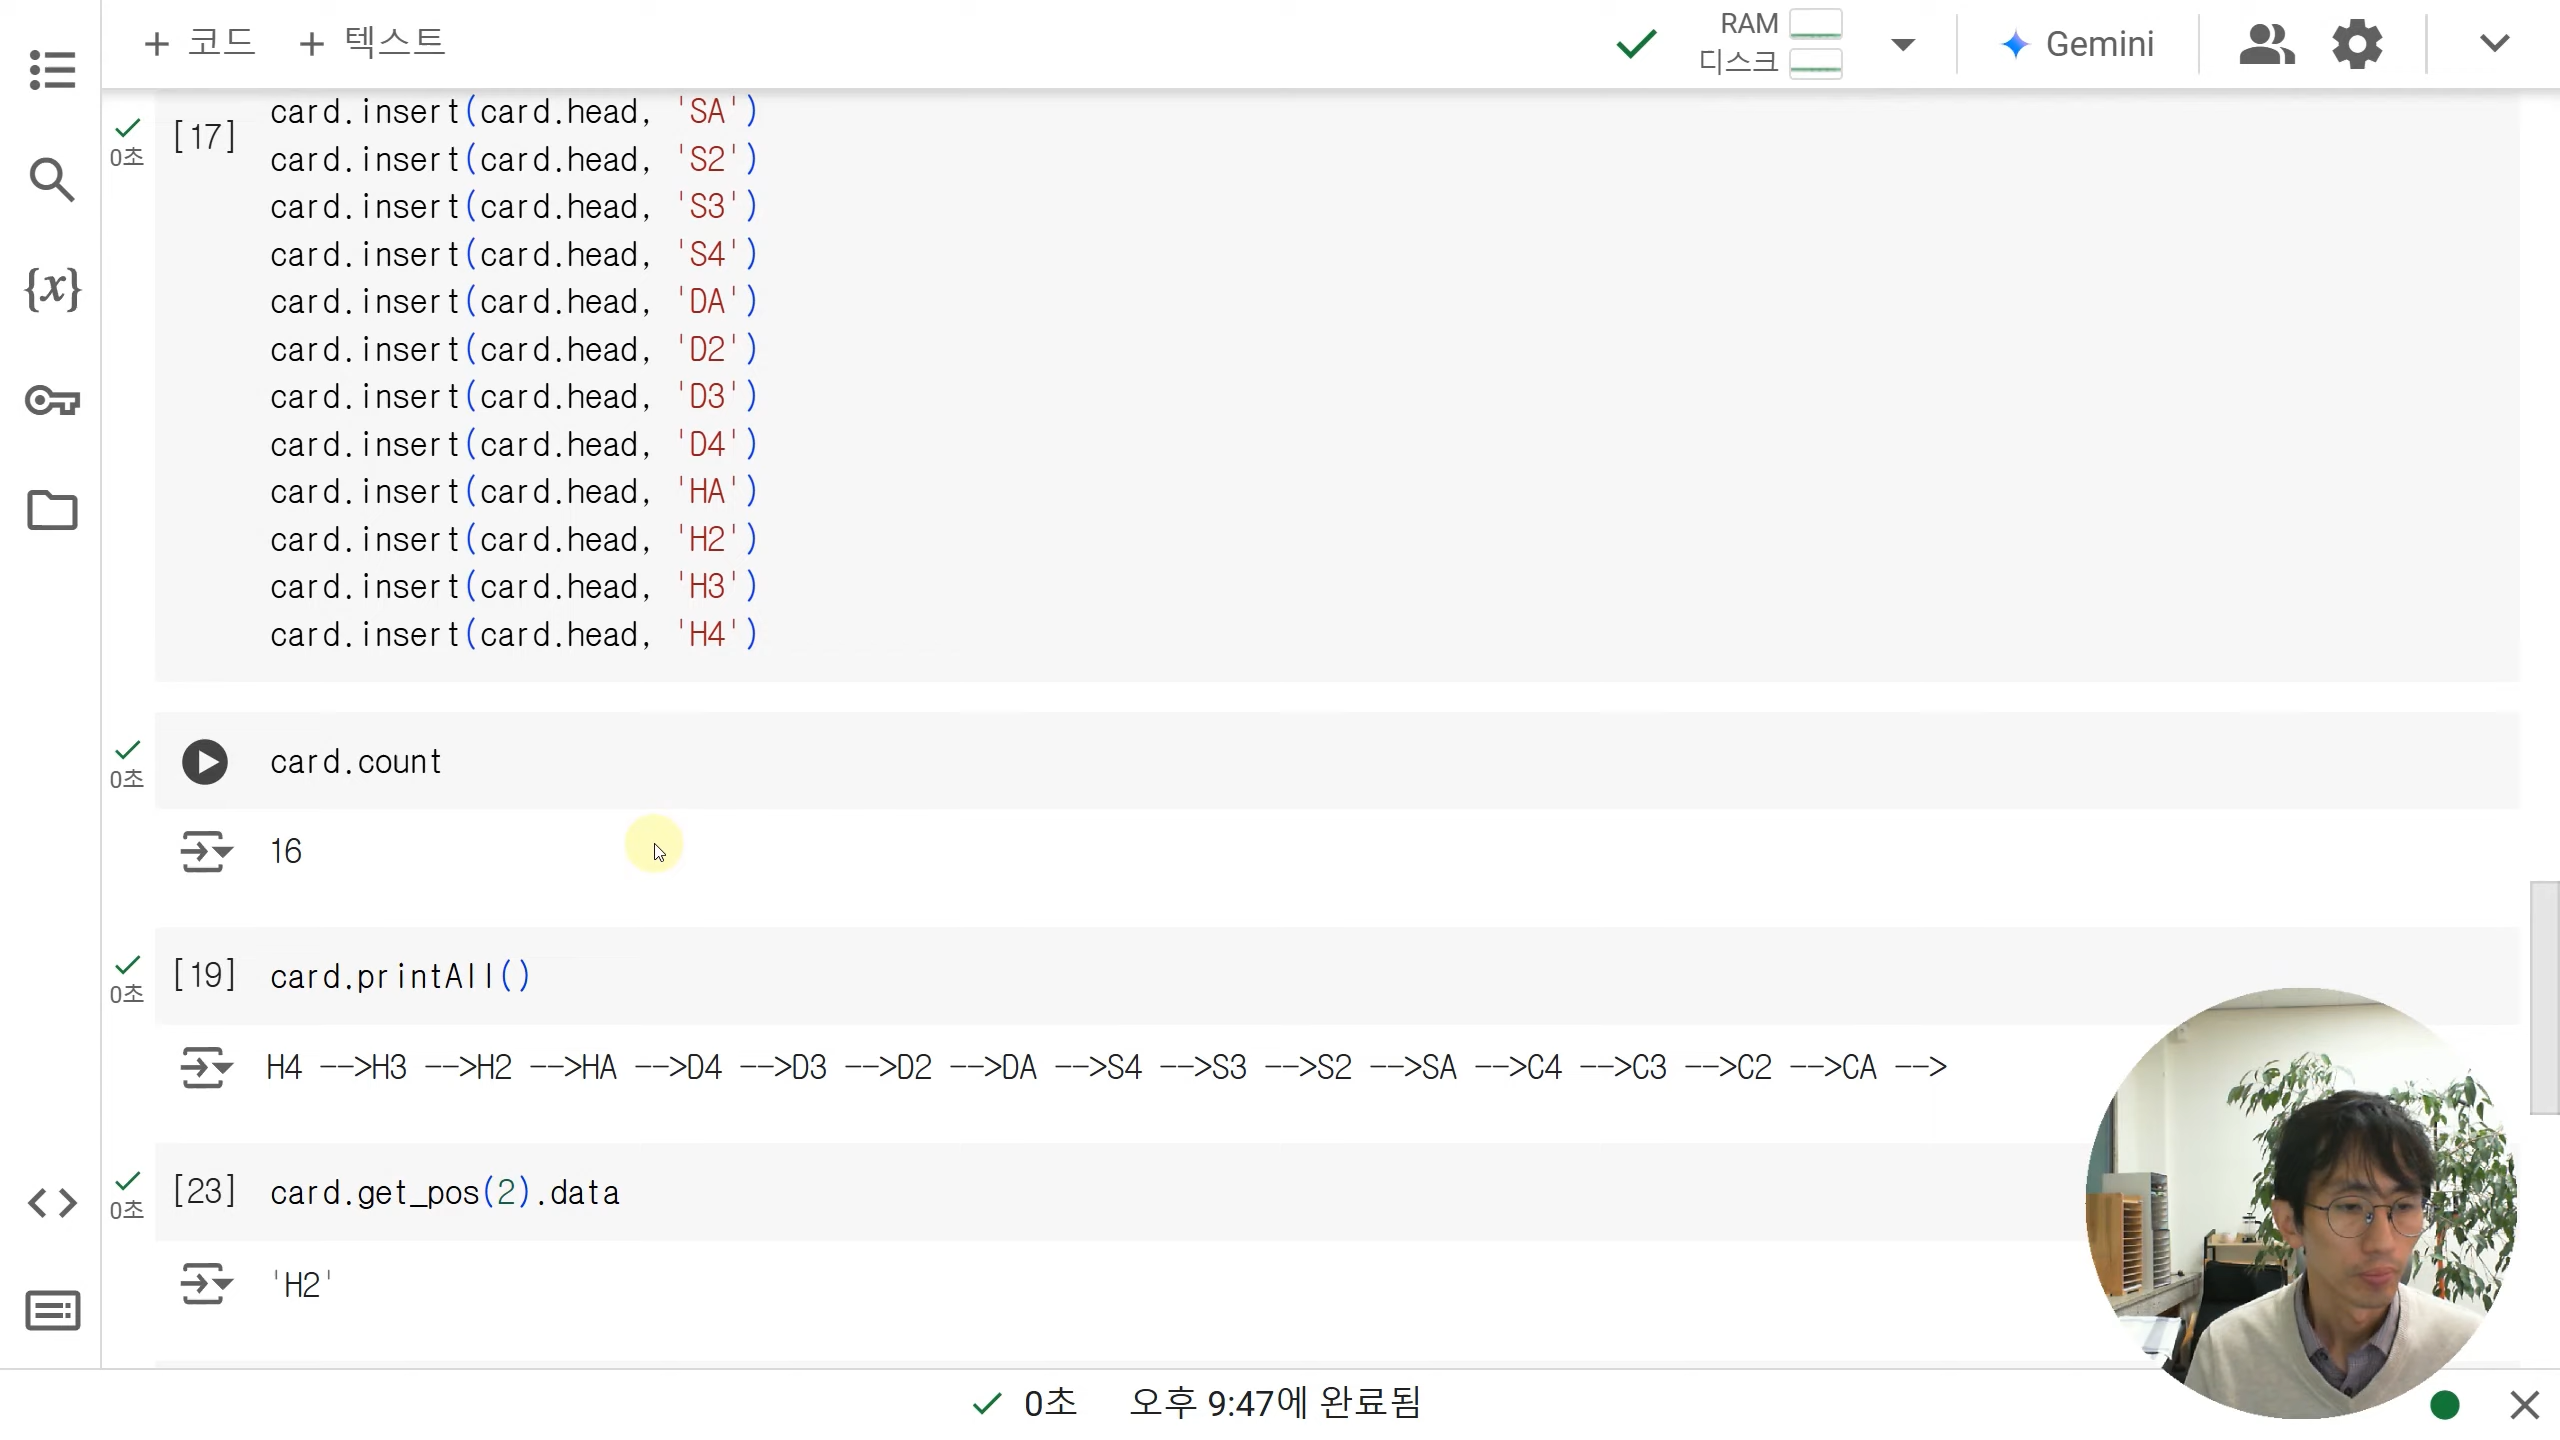 + 코드 + 텍스트
RAM
디스크
Gemini
{x}
[17]
0초
card.insert(card.head, 'SA')
card.insert(card.head, 'S2')
card.insert(card.head, 'S3')
card.insert(card.head, 'S4')
card.insert(card.head, 'DA')
card.insert(card.head, 'D2')
card.insert(card.head, 'D3')
card.insert(card.head, 'D4')
card.insert(card.head, 'HA')
card.insert(card.head, 'H2')
card.insert(card.head, 'H3')
card.insert(card.head, 'H4')
0초
card.count
16
0초
[19] card.printAll()
H4 -->H3 -->H2 -->HA -->D4 -->D3 -->D2 -->DA -->S4 -->S3 -->S2 -->SA -->C4 -->C3 -->C2 -->CA -->
0초
[23] card.get_pos(2).data
'H2'
0초 오후 9:47에 완료됨